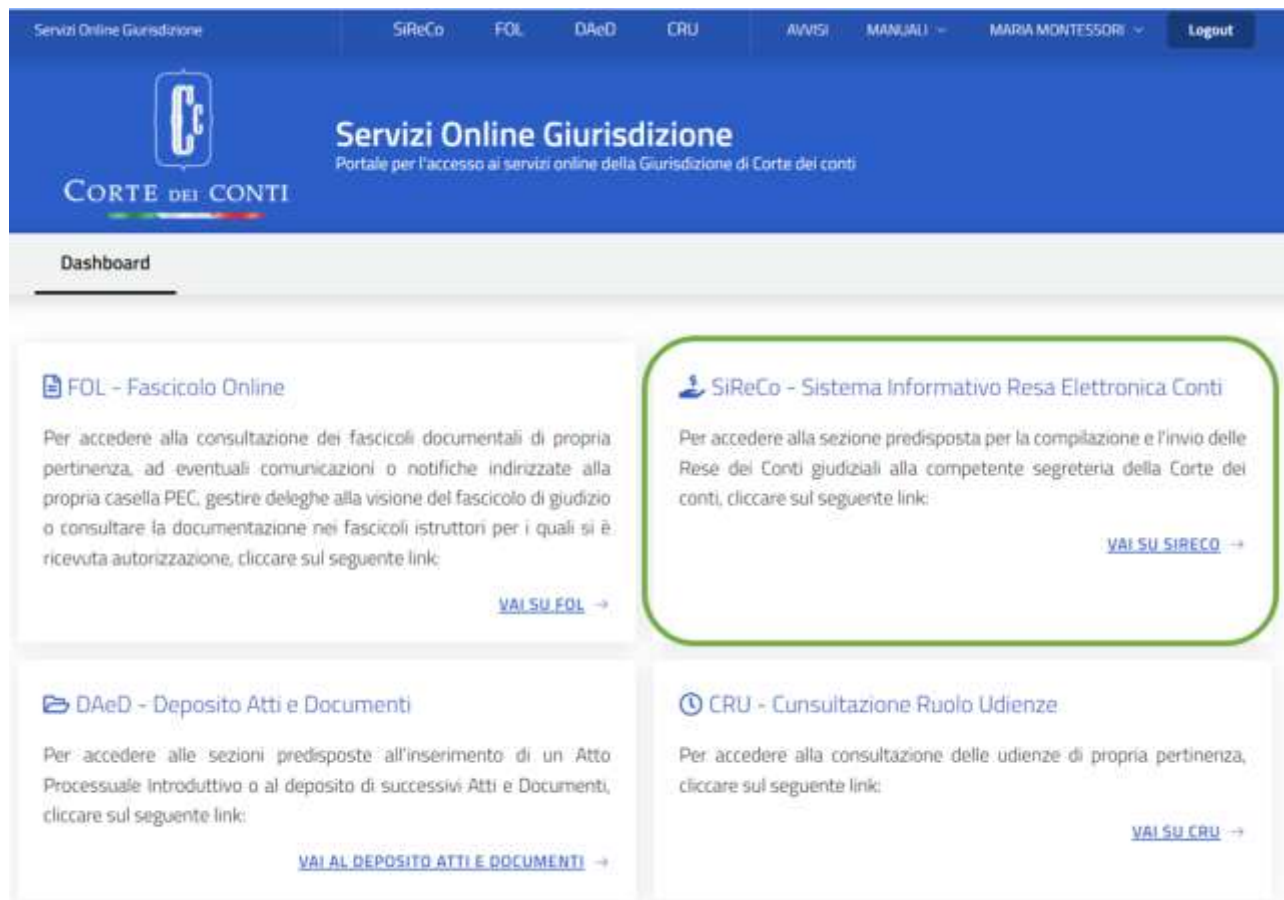 Servizi Online Giurisdizione
SiReCo FOL DAeD CRU AVVISI MANUALI MARIA MONTESSORI Logout
CORTE DEI CONTI
Servizi Online Giurisdizione
Portale per l'accesso ai servizi online della Giurisdizione di Corte dei conti
Dashboard
FOL - Fascicolo Online
Per accedere alla consultazione dei fascicoli documentali di propria
pertinenza, ad eventuali comunicazioni o notifiche indirizzate alla
propria casella PEC, gestire deleghe alla visione del fascicolo di giudizio
o consultare la documentazione nei fascicoli istruttori per i quali si è
ricevuta autorizzazione, cliccare sul seguente link:
VAI SU FOL →
SiReCo - Sistema Informativo Resa Elettronica Conti
Per accedere alla sezione predisposta per la compilazione e l'invio delle
Rese dei Conti giudiziali alla competente segreteria della Corte dei
conti, cliccare sul seguente link:
VAI SU SIRECO →
DAeD - Deposito Atti e Documenti
Per accedere alle sezioni predisposte all'inserimento di un Atto
Processuale Introduttivo o al deposito di successivi Atti e Documenti,
cliccare sul seguente link:
VAI AL DEPOSITO ATTI E DOCUMENTI →
CRU - Cunsultazione Ruolo Udienze
Per accedere alla consultazione delle udienze di propria pertinenza,
cliccare sul seguente link:
VAI SU CRU →